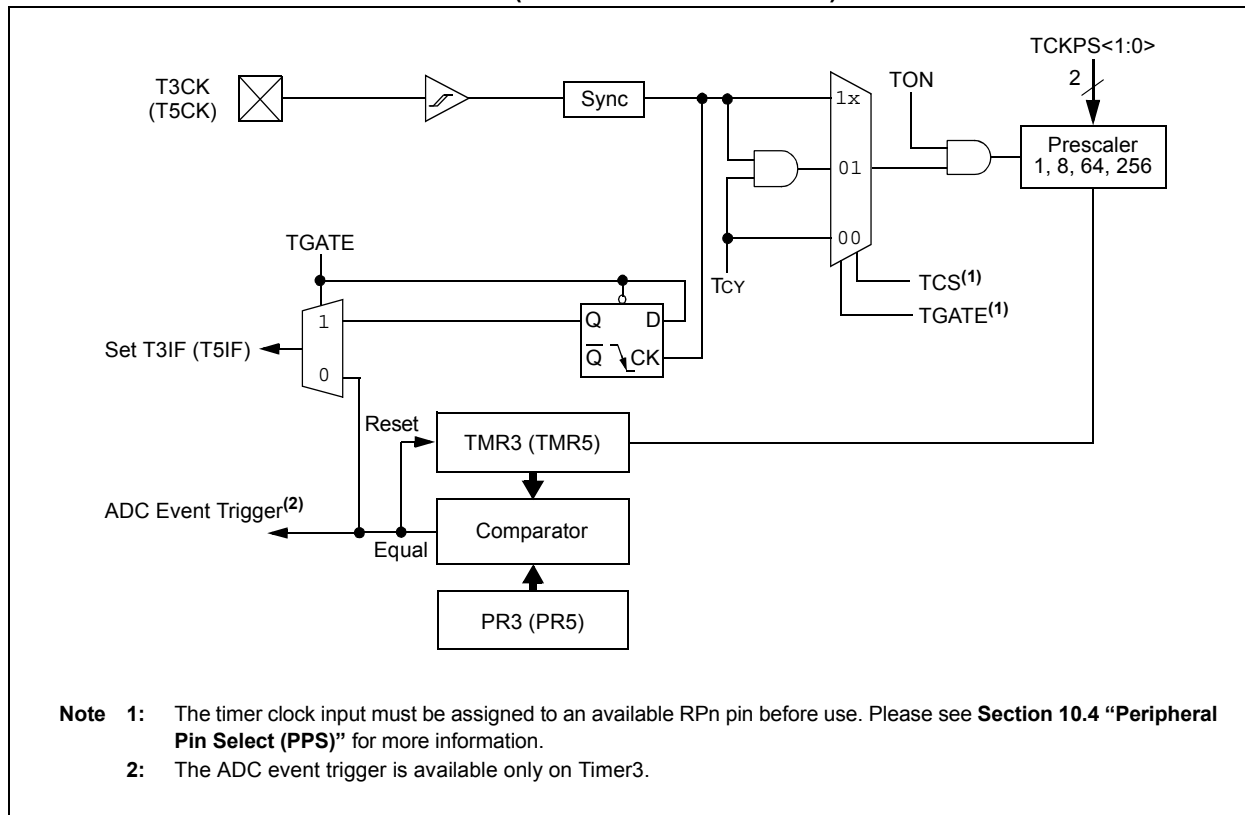 TCKPS<1:0>
2
T3CK
(T5CK)
Sync
1x
TON
Prescaler
1, 8, 64, 256
01
00
TGATE
TCY
TCS(1)
TGATE(1)
1
Q D
Q CK
Set T3IF (T5IF)
0
Reset
TMR3 (TMR5)
ADC Event Trigger(2)
Equal
Comparator
PR3 (PR5)
Note 1: The timer clock input must be assigned to an available RPn pin before use. Please see Section 10.4 “Peripheral
Pin Select (PPS)” for more information.
2: The ADC event trigger is available only on Timer3.